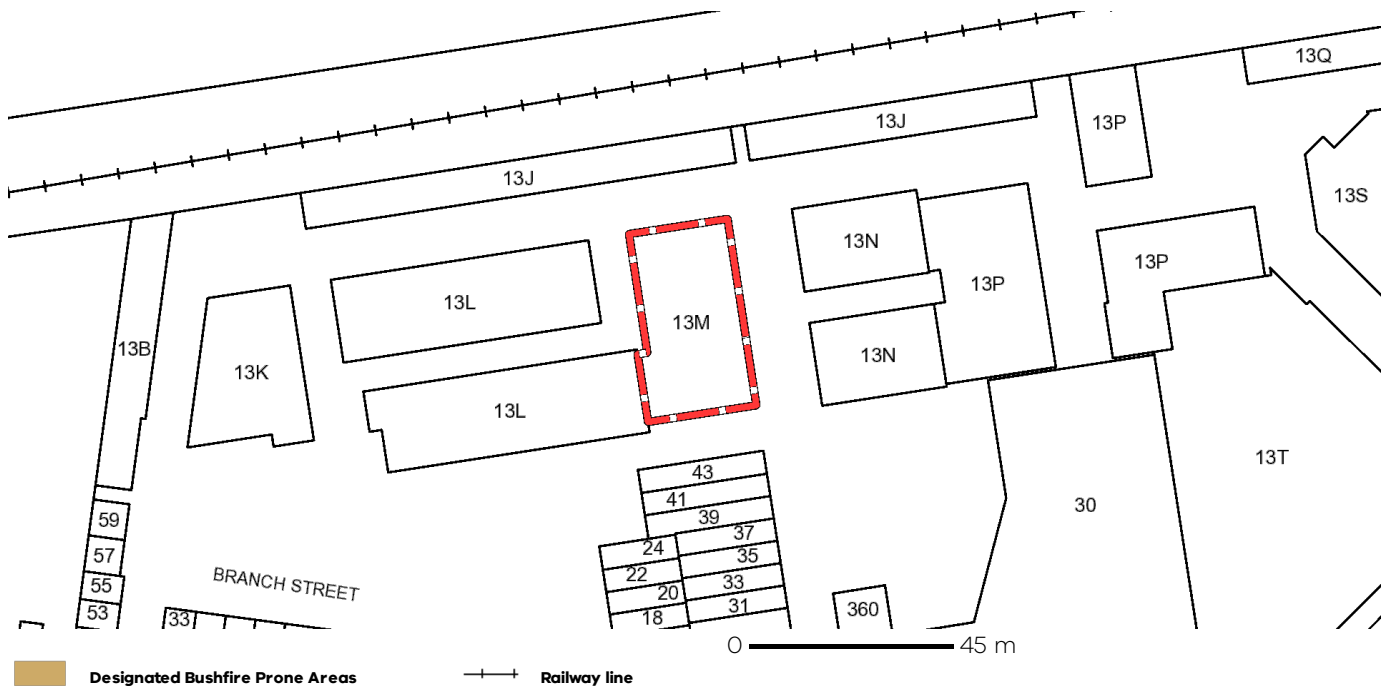 13Q
13J
13P
13J
13S
13N
13P
13P
13L
13M
13B
13K
13N
13L
13T
43
41
39
30
59
37
24
35
57
22
33
55
BRANCH STREET
20
31
53
33
18
360
0 45 m
Designated Bushfire Prone Areas Railway line